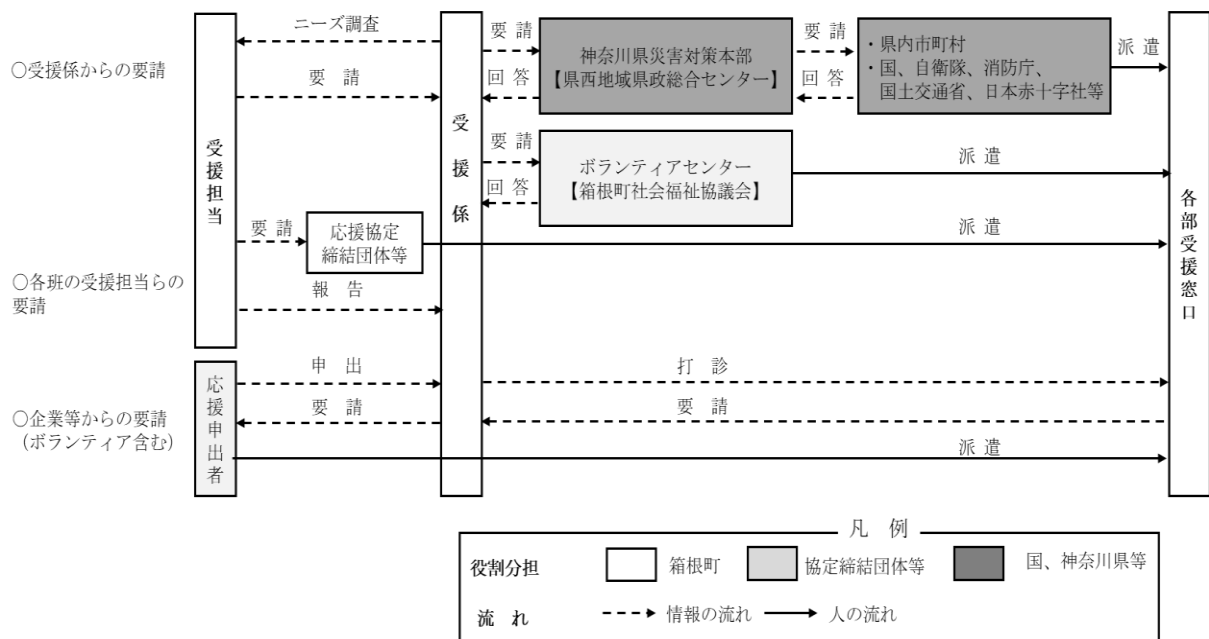 ニーズ調査
○受援係からの要請
要 請
受援担当
要 請
応援協定
締結団体等
○各班の受援担当らの
要請
報 告
受援係
要 請
回 答
神奈川県災害対策本部
【県西地域県政総合センター】
要 請
回 答
・県内市町村
・国、自衛隊、消防庁、
国土交通省、日本赤十字社等
派 遣
要 請
回 答
ボランティアセンター
【箱根町社会福祉協議会】
派 遣
派 遣
各部受援窓口
○企業等からの要請
（ボランティア含む）
応援申出者
申 出
要 請
打 診
要 請
派 遣
凡 例
役割分担
箱根町
協定締結団体等
国、神奈川県等
流 れ
情報の流れ
人の流れ